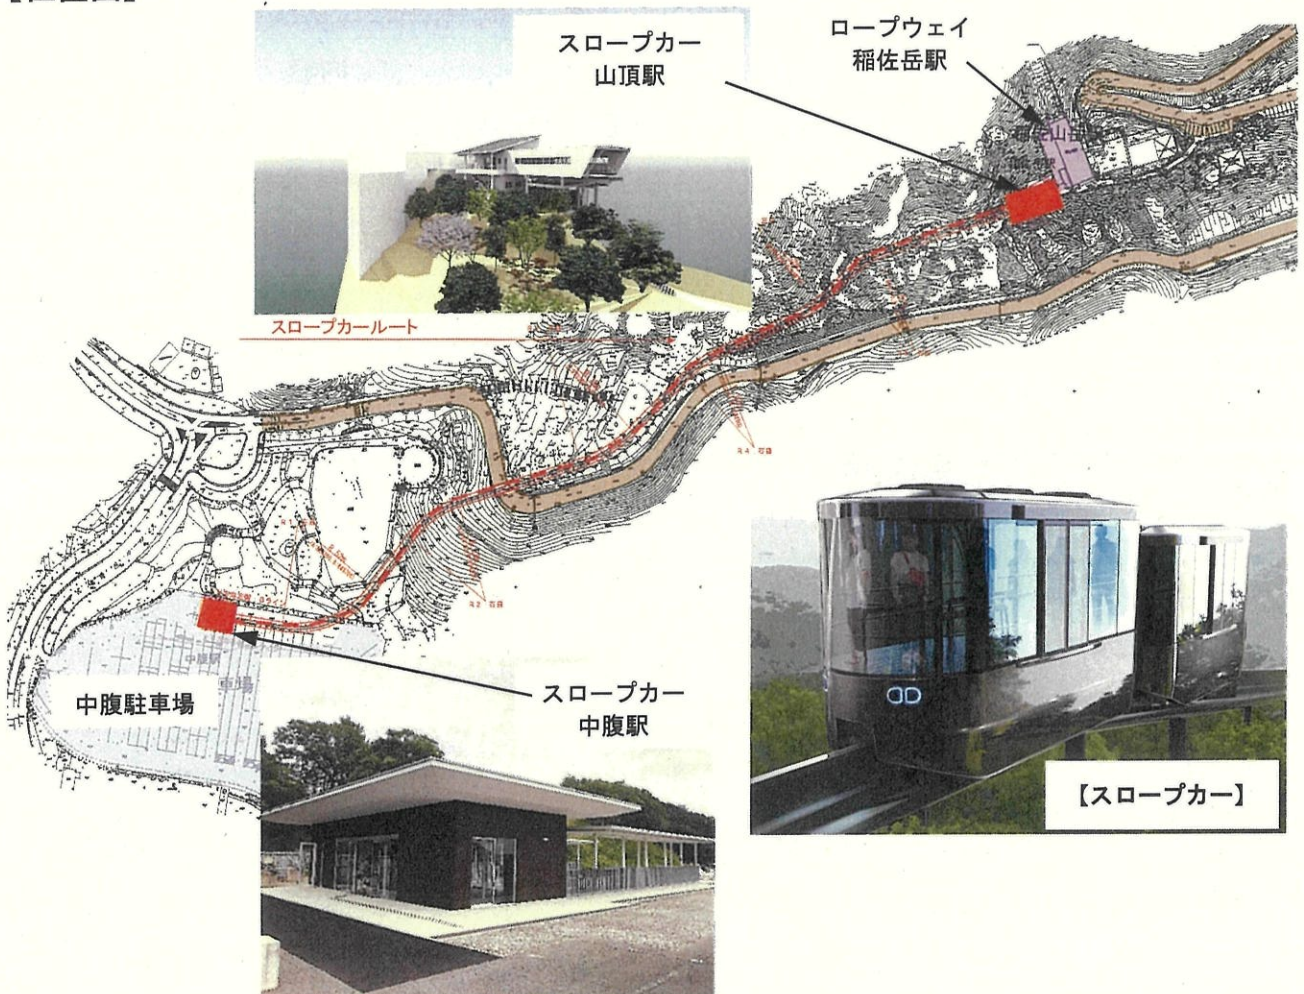 スロープカー
山頂駅
ロープウェイ
稲佐岳駅
スロープカールート
中腹駐車場
スロープカー
中腹駅
【スロープカー】